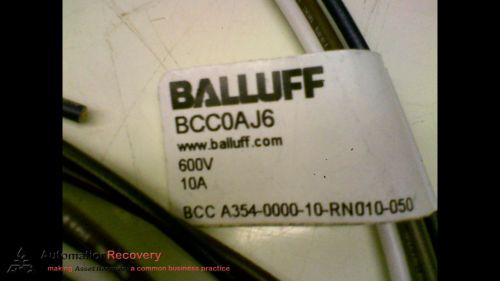 BALLUFF
BCC0AJ6
www.balluff.com
600V
10A
BCC A354-0000-10-RN010-050
Automation Recovery
making Asset Recovery a common business practice